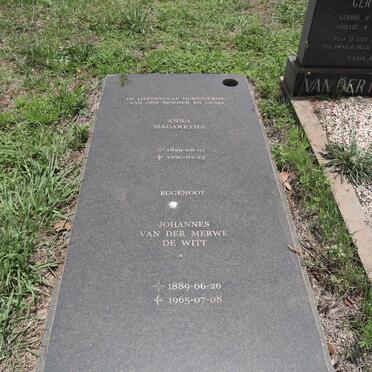 IN LIEFDEVOLLE HERINNERING
AAN ONS MOEDER EN OUMA
ANNA
MAGARETHA
1899-08-01
1990-01-23
EGGENOOT
JOHANNES
VAN DER MERWE
DE WITT
1889-06-26
1965-07-08
GER
VAN DER